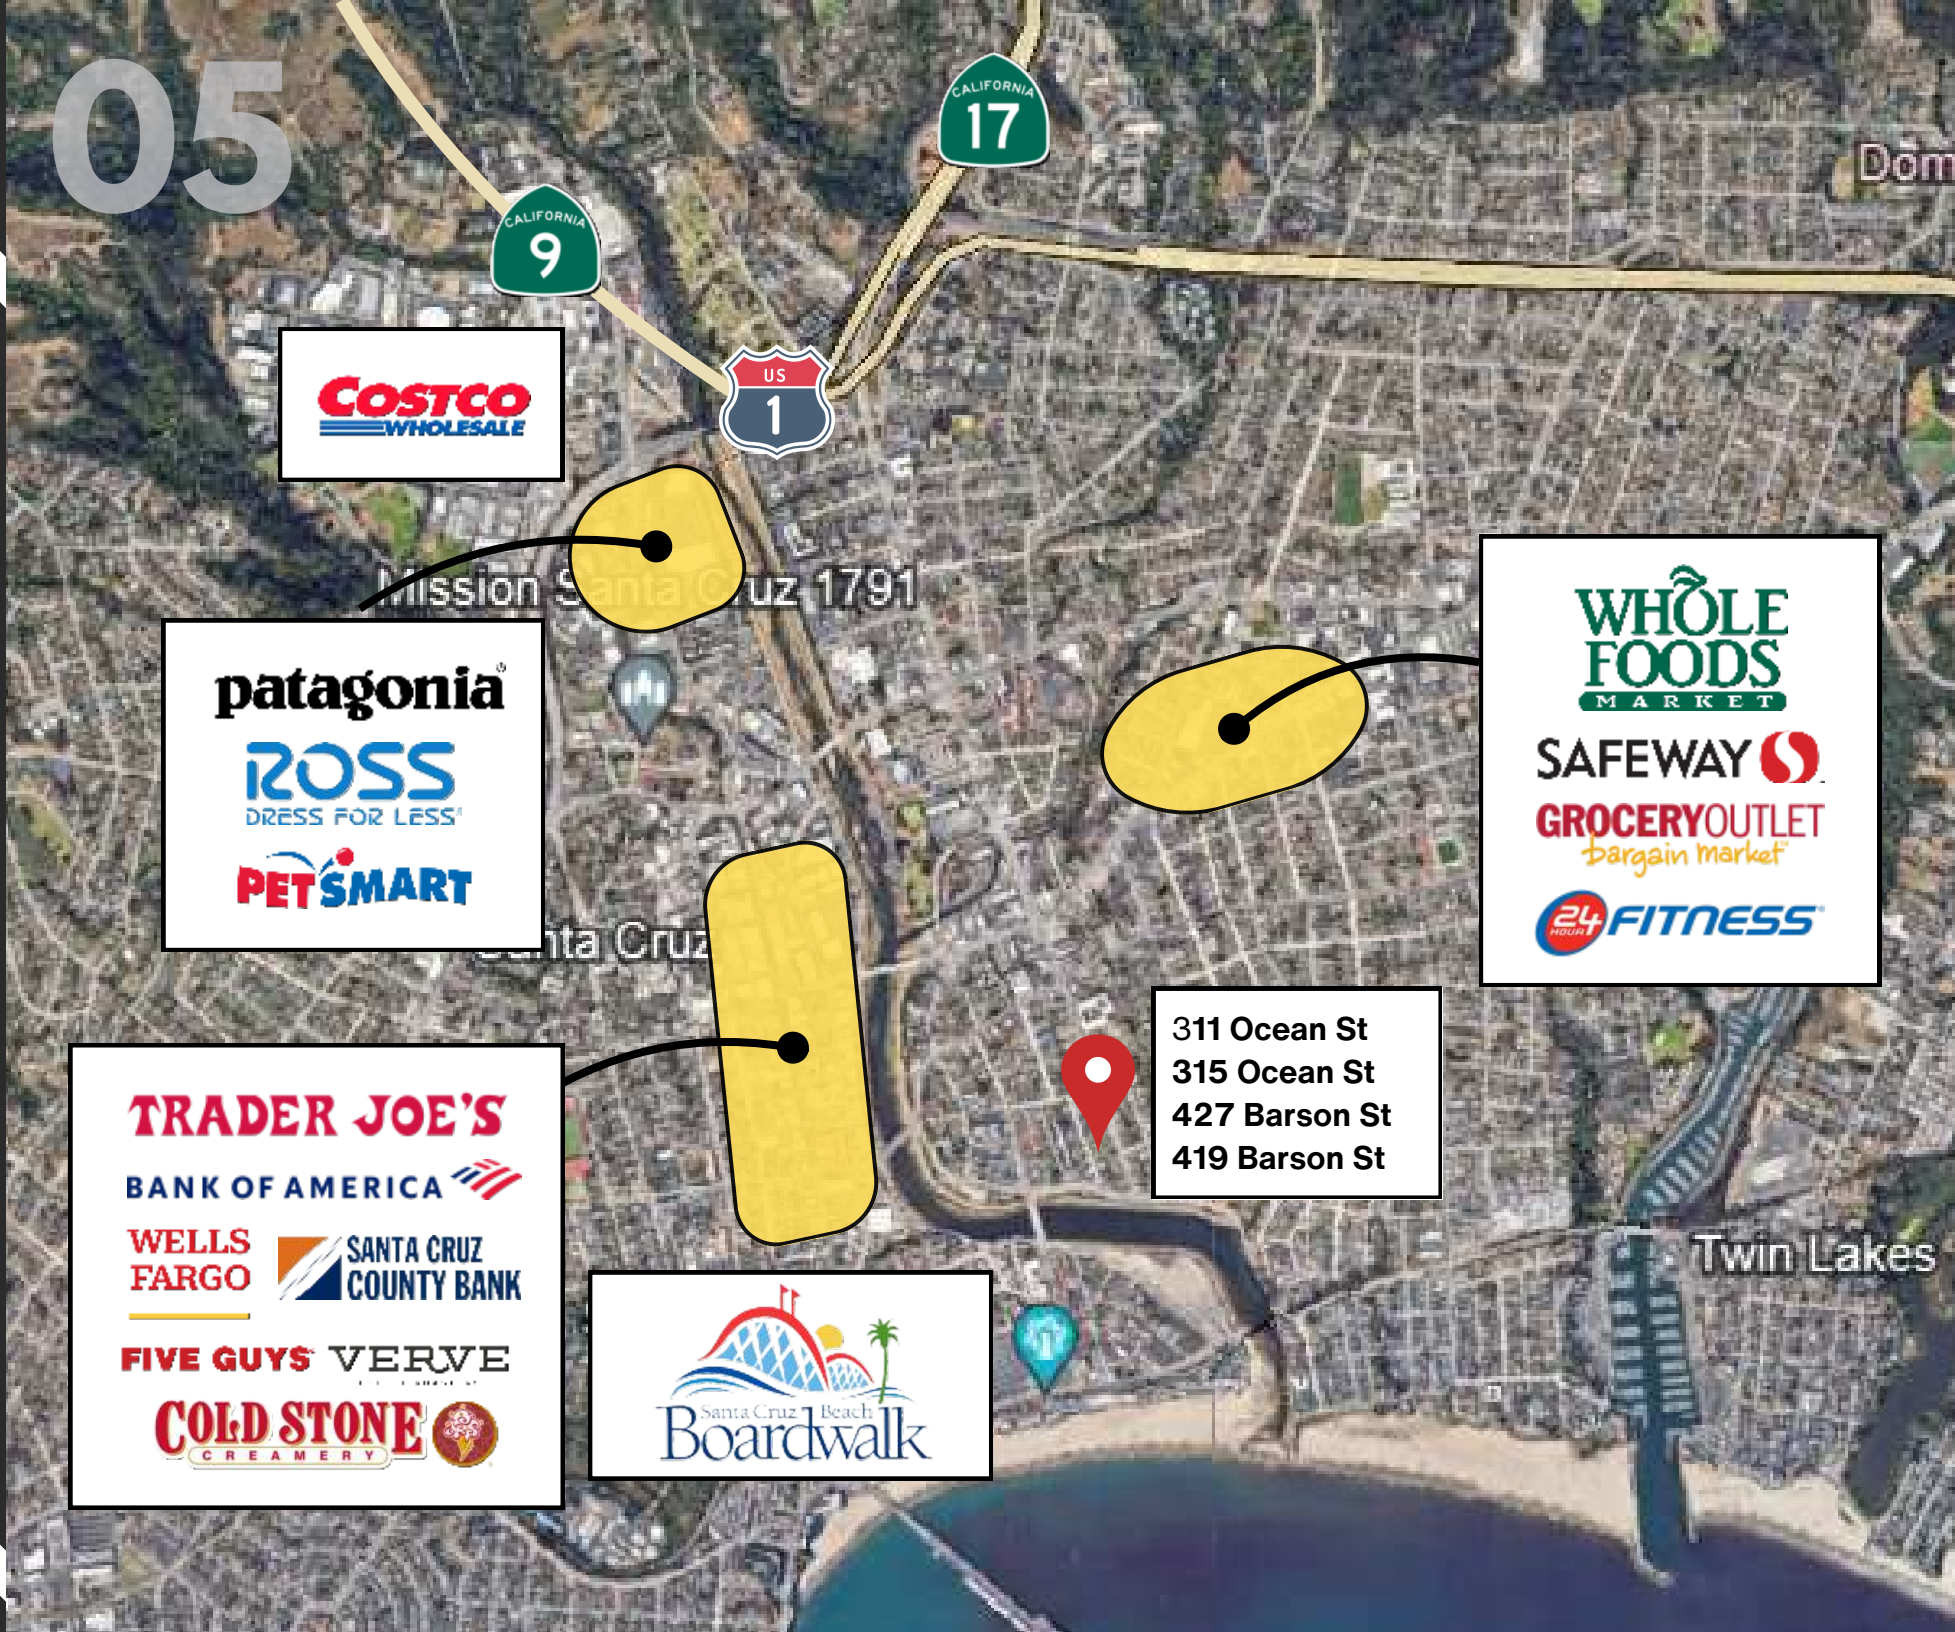 05
CALIFORNIA
17
Dom
CALIFORNIA
9
US
1
COSTCO
WHOLESALE
Mission Santa Cruz 1791
patagonia®
ROSS
DRESS FOR LESS®
PETSMART
WHOLE
FOODS
MARKET
SAFEWAY
GROCERY OUTLET
bargain market™
24
HOUR
FITNESS®
Santa Cruz
311 Ocean St
315 Ocean St
427 Barson St
419 Barson St
TRADER JOE'S
BANK OF AMERICA
WELLS
FARGO
SANTA CRUZ
COUNTY BANK
FIVE GUYS VERVE
COLD STONE
CREAMERY
Santa Cruz Beach
Boardwalk
Twin Lakes